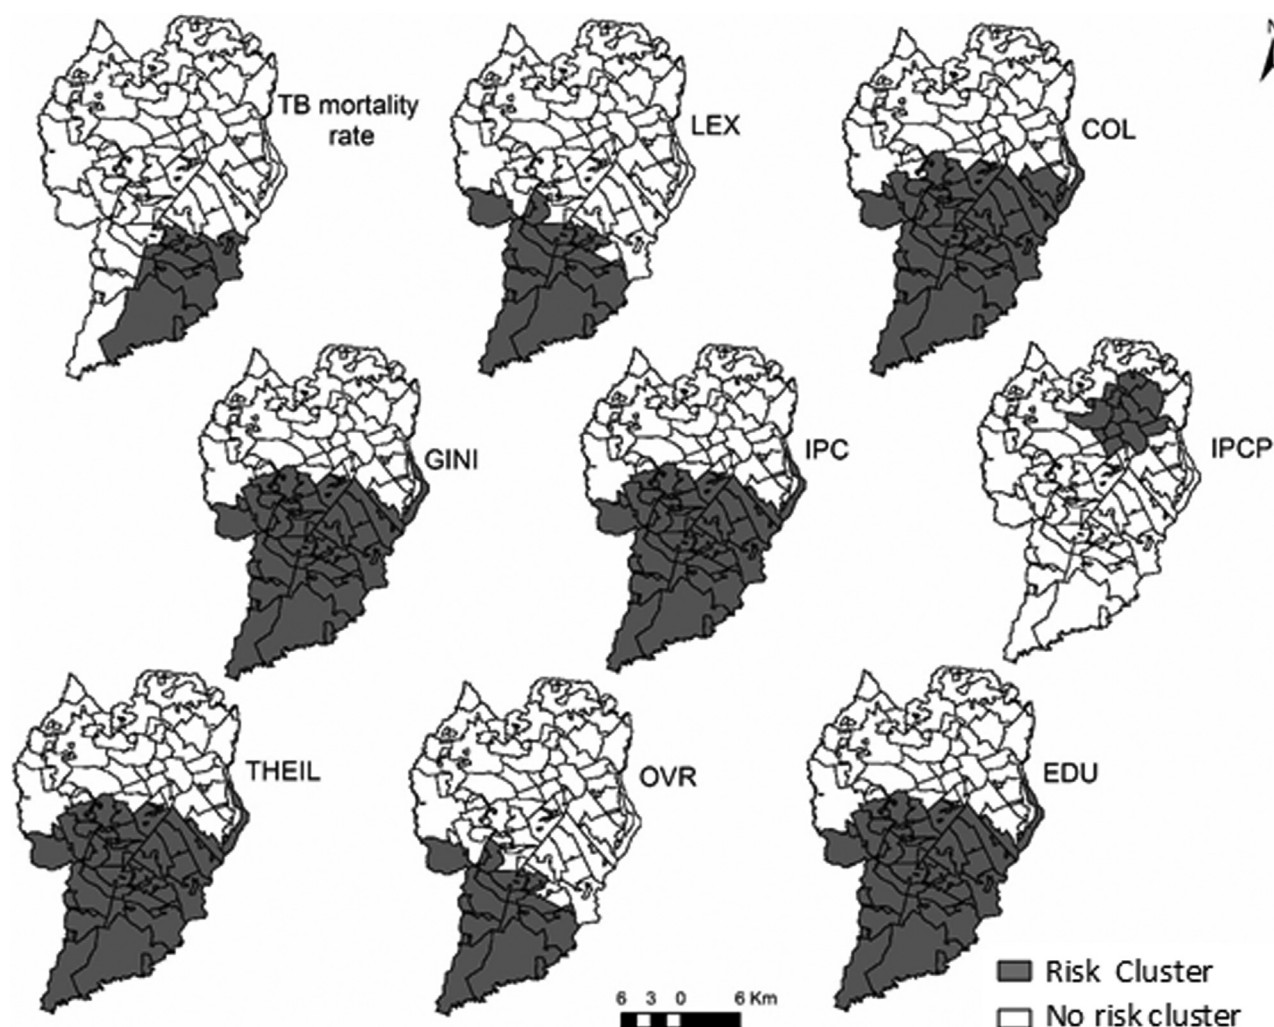 N
TB mortality
rate
LEX
COL
GINI
IPC
IPCP
THEIL
OVR
EDU
6 3 0 6 Km
Risk Cluster
No risk cluster